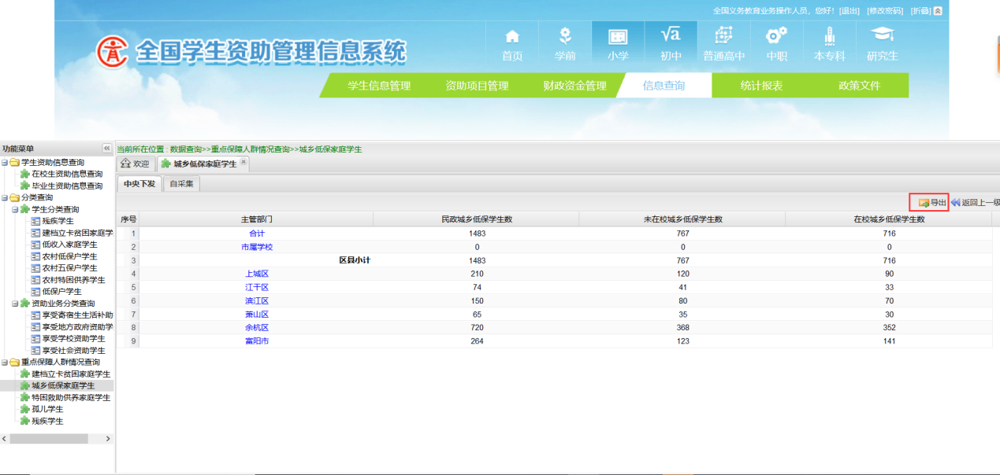 全国义务教育业务操作人员，您好! [退出] [修改密码] [折叠]
全国学生资助管理信息系统
首页 学前 小学 初中 普通高中 中职 本专科 研究生
学生信息管理 资助项目管理 财政资金管理 信息查询 统计报表 政策文件
功能菜单
学生资助信息查询
在校生资助信息查询
毕业生资助信息查询
分类查询
学生分类查询
残疾学生
建档立卡贫困家庭学
低收入家庭学生
农村低保户学生
农村五保户学生
农村特困供养学生
低保户学生
资助业务分类查询
享受寄宿生生活补助
享受地方政府资助学
享受学校资助学生
享受社会资助学生
重点保障人群情况查询
建档立卡贫困家庭学生
城乡低保家庭学生
特困救助供养家庭学生
孤儿学生
残疾学生
当前所在位置 : 数据查询>>重点保障人群情况查询>>城乡低保家庭学生
欢迎 城乡低保家庭学生
中央下发 自采集
导出 返回上一级
序号 主管部门 民政城乡低保学生数 未在校城乡低保学生数 在校城乡低保学生数
1 合计 1483 767 716
2 市属学校 0 0 0
3 区县小计 1483 767 716
4 上城区 210 120 90
5 江干区 74 41 33
6 滨江区 150 80 70
7 萧山区 65 35 30
8 余杭区 720 368 352
9 富阳市 264 123 141